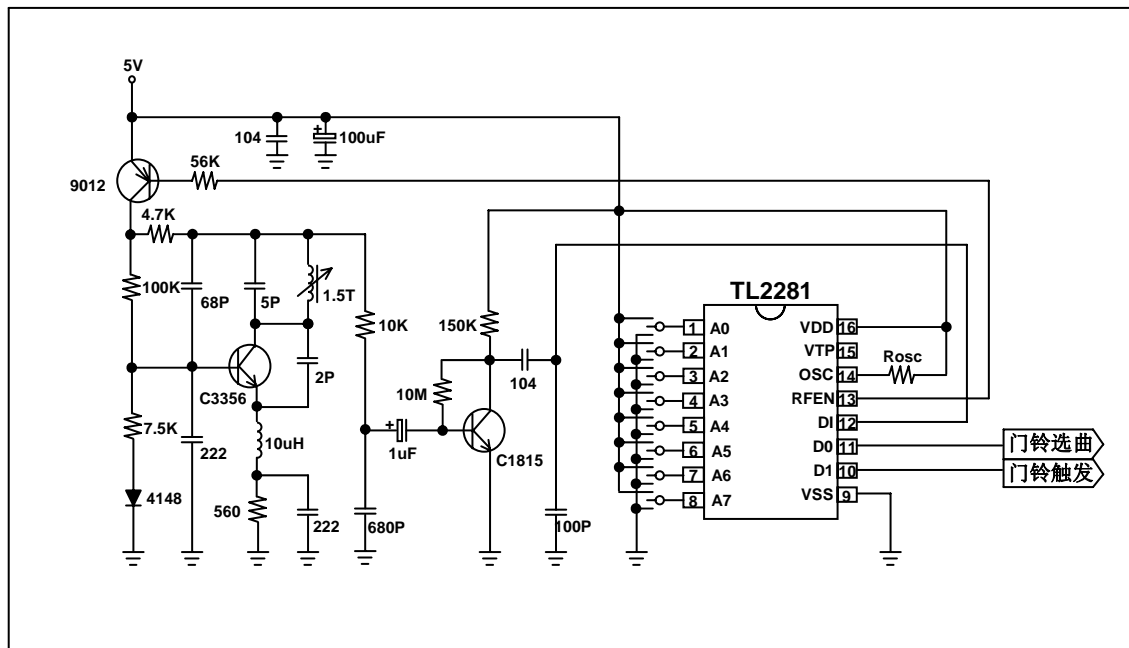 5V
104
100uF
56K
9012
4.7K
100K
68P
5P
1.5T
10K
150K
TL2281
1 A0 VDD 16
2 A1 VTP 15
3 A2 OSC 14
Rosc
4 A3 RFEN 13
5 A4 DI 12
6 A5 D0 11
门铃选曲
7 A6 D1 10
门铃触发
8 A7 VSS 9
2P
C3356
10M
104
7.5K
222
10uH
1uF
C1815
4148
560
222
680P
100P